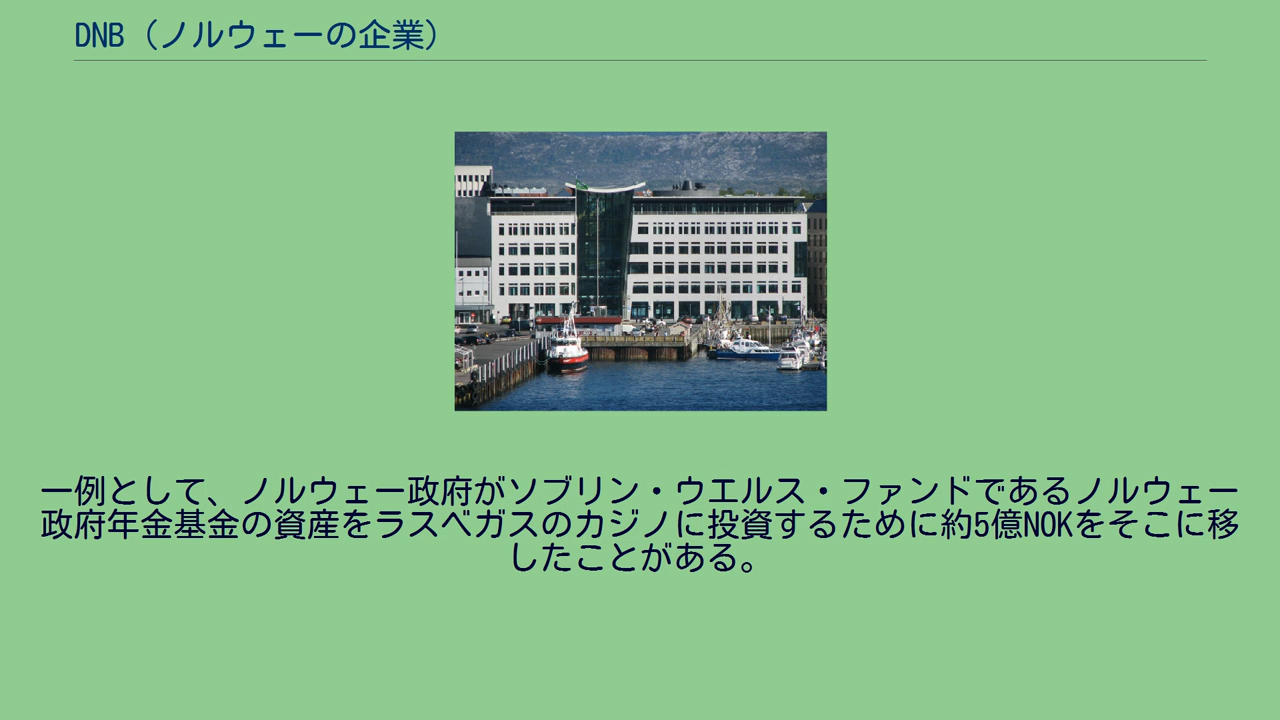 DNB（ノルウェーの企業）
一例として、ノルウェー政府がソブリン・ウエルス・ファンドであるノルウェー
政府年金基金の資産をラスベガスのカジノに投資するために約5億NOKをそこに移
したことがある。